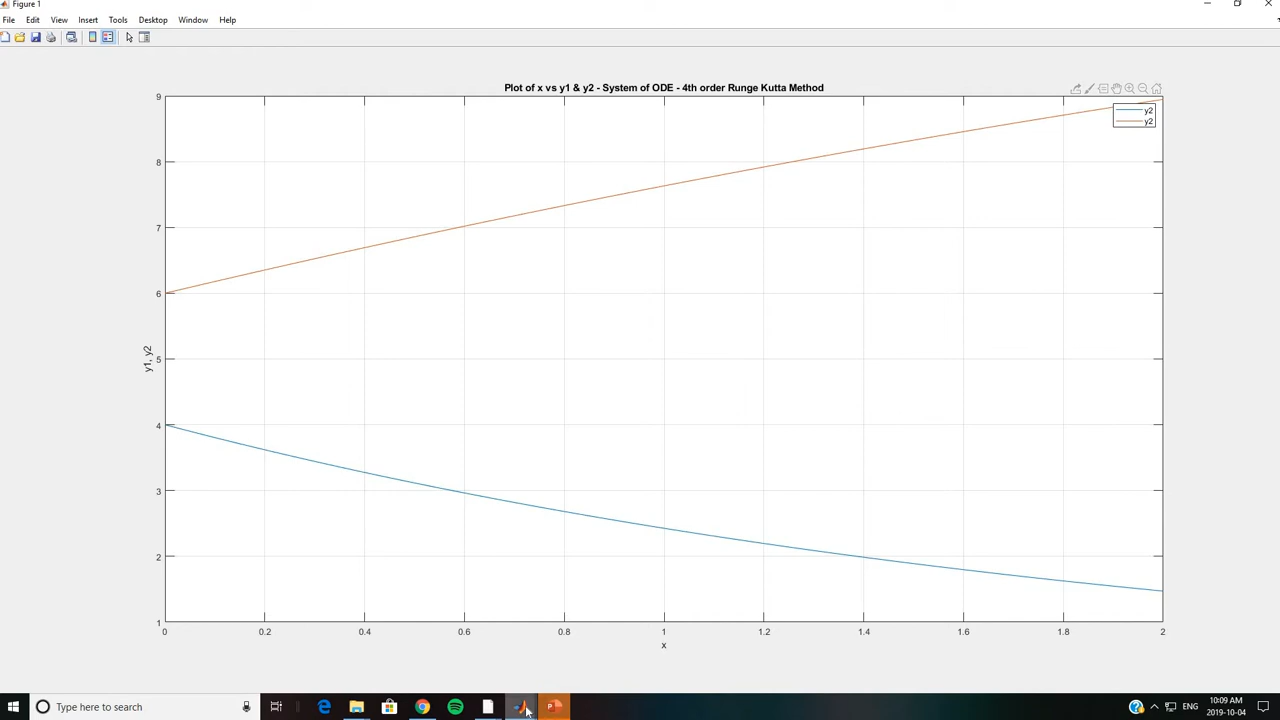 Figure 1
File Edit View Insert Tools Desktop Window Help
Plot of x vs y1 & y2 - System of ODE - 4th order Runge Kutta Method
y2
y2
9
8
7
6
5
4
3
2
1
y1, y2
0 0.2 0.4 0.6 0.8 1 1.2 1.4 1.6 1.8 2
x
Type here to search
ENG
10:09 AM
2019-10-04